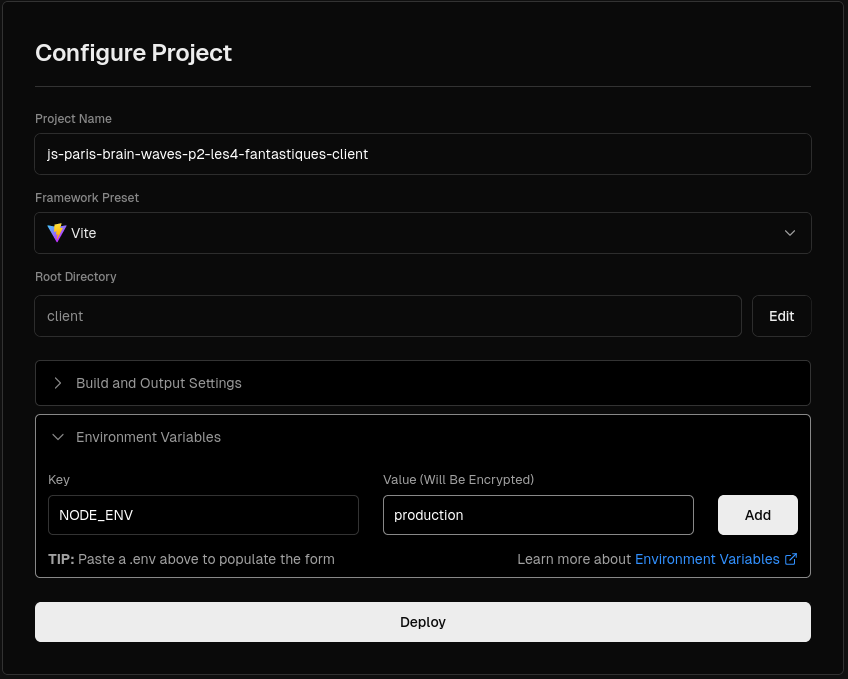 Configure Project
Project Name
js-paris-brain-waves-p2-les4-fantastiques-client
Framework Preset
Vite
Root Directory
client
Edit
Build and Output Settings
Environment Variables
Key
Value (Will Be Encrypted)
NODE_ENV
production
Add
TIP: Paste a .env above to populate the form
Learn more about Environment Variables
Deploy